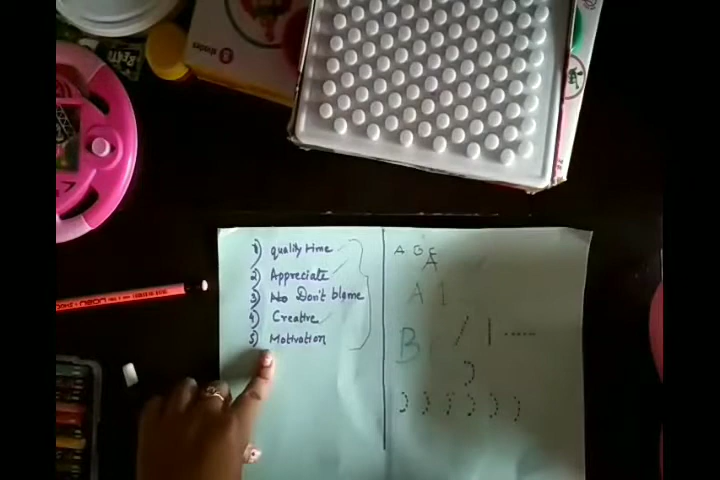 1) quality time
2) Appreciate
3) No Don't blame
4) Creative
5) Motivation
A G E
A
A 1
B